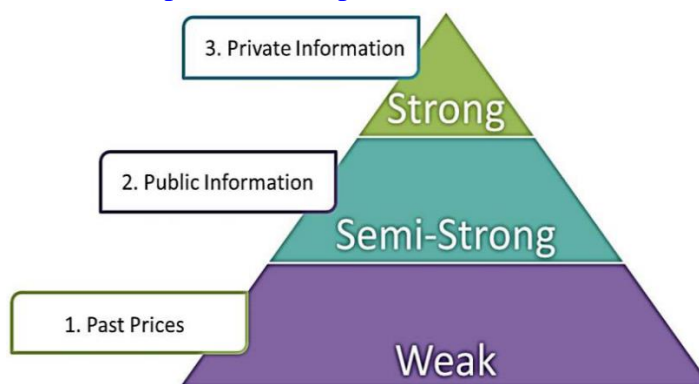 3. Private Information
Strong
2. Public Information
Semi-Strong
1. Past Prices
Weak